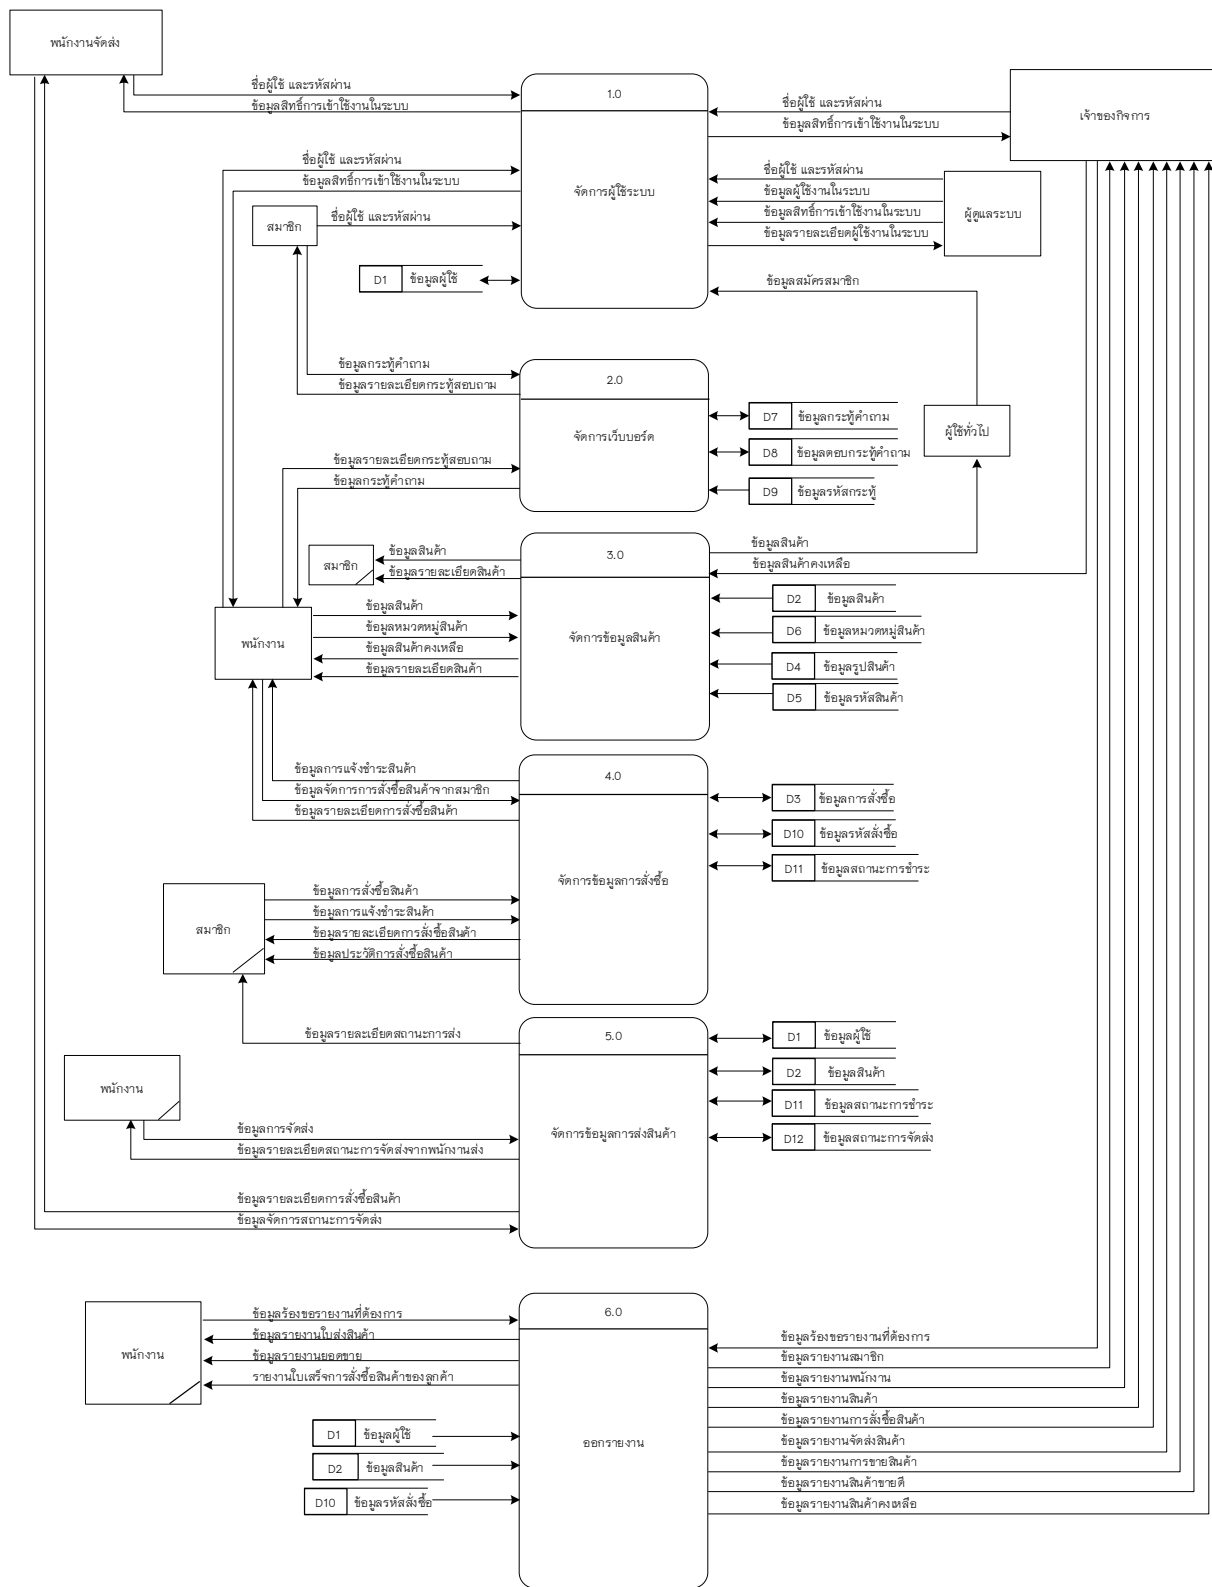 พนักงานจัดส่ง
ชื่อผู้ใช้ และรหัสผ่าน
ข้อมูลสิทธิ์การเข้าใช้งานในระบบ
1.0
จัดการผู้ใช้ระบบ
ชื่อผู้ใช้ และรหัสผ่าน
ข้อมูลสิทธิ์การเข้าใช้งานในระบบ
เจ้าของกิจการ
ชื่อผู้ใช้ และรหัสผ่าน
ข้อมูลสิทธิ์การเข้าใช้งานในระบบ
ชื่อผู้ใช้ และรหัสผ่าน
ข้อมูลผู้ใช้งานในระบบ
ข้อมูลสิทธิ์การเข้าใช้งานในระบบ
ข้อมูลรายละเอียดผู้ใช้งานในระบบ
ผู้ดูแลระบบ
สมาชิก
ชื่อผู้ใช้ และรหัสผ่าน
D1 ข้อมูลผู้ใช้
ข้อมูลสมัครสมาชิก
ข้อมูลกระทู้คำถาม
ข้อมูลรายละเอียดกระทู้สอบถาม
2.0
จัดการเว็บบอร์ด
D7 ข้อมูลกระทู้คำถาม
D8 ข้อมูลตอบกระทู้คำถาม
D9 ข้อมูลรหัสกระทู้
ผู้ใช้ทั่วไป
ข้อมูลรายละเอียดกระทู้สอบถาม
ข้อมูลกระทู้คำถาม
3.0
จัดการข้อมูลสินค้า
สมาชิก
ข้อมูลสินค้า
ข้อมูลรายละเอียดสินค้า
ข้อมูลสินค้า
ข้อมูลสินค้าคงเหลือ
พนักงาน
ข้อมูลสินค้า
ข้อมูลหมวดหมู่สินค้า
ข้อมูลสินค้าคงเหลือ
ข้อมูลรายละเอียดสินค้า
D2 ข้อมูลสินค้า
D6 ข้อมูลหมวดหมู่สินค้า
D4 ข้อมูลรูปสินค้า
D5 ข้อมูลรหัสสินค้า
ข้อมูลการแจ้งชำระสินค้า
ข้อมูลจัดการการสั่งซื้อสินค้าจากสมาชิก
ข้อมูลรายละเอียดการสั่งซื้อสินค้า
4.0
จัดการข้อมูลการสั่งซื้อ
D3 ข้อมูลการสั่งซื้อ
D10 ข้อมูลรหัสสั่งซื้อ
D11 ข้อมูลสถานะการชำระ
สมาชิก
ข้อมูลการสั่งซื้อสินค้า
ข้อมูลการแจ้งชำระสินค้า
ข้อมูลรายละเอียดการสั่งซื้อสินค้า
ข้อมูลประวัติการสั่งซื้อสินค้า
ข้อมูลรายละเอียดสถานะการส่ง
5.0
จัดการข้อมูลการส่งสินค้า
D1 ข้อมูลผู้ใช้
D2 ข้อมูลสินค้า
D11 ข้อมูลสถานะการชำระ
D12 ข้อมูลสถานะการจัดส่ง
พนักงาน
ข้อมูลการจัดส่ง
ข้อมูลรายละเอียดสถานะการจัดส่งจากพนักงานส่ง
ข้อมูลรายละเอียดการสั่งซื้อสินค้า
ข้อมูลจัดการสถานะการจัดส่ง
6.0
ออกรายงาน
พนักงาน
ข้อมูลร้องขอรายงานที่ต้องการ
ข้อมูลรายงานใบส่งสินค้า
ข้อมูลรายงานยอดขาย
รายงานใบเสร็จการสั่งซื้อสินค้าของลูกค้า
D1 ข้อมูลผู้ใช้
D2 ข้อมูลสินค้า
D10 ข้อมูลรหัสสั่งซื้อ
ข้อมูลร้องขอรายงานที่ต้องการ
ข้อมูลรายงานสมาชิก
ข้อมูลรายงานพนักงาน
ข้อมูลรายงานสินค้า
ข้อมูลรายงานการสั่งซื้อสินค้า
ข้อมูลรายงานจัดส่งสินค้า
ข้อมูลรายงานการขายสินค้า
ข้อมูลรายงานสินค้าขายดี
ข้อมูลรายงานสินค้าคงเหลือ